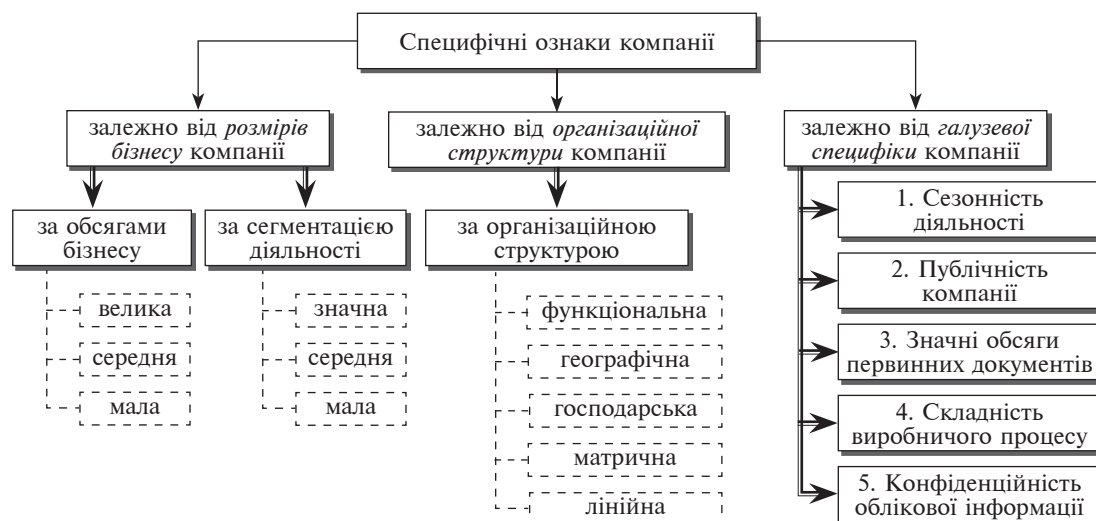 Специфічні ознаки компанії
залежно від розмірів
бізнесу компанії
залежно від організаційної
структури компанії
залежно від галузевої
специфіки компанії
за обсягами
бізнесу
велика
середня
мала
за сегментацією
діяльності
значна
середня
мала
за організаційною
структурою
функціональна
географічна
господарська
матрична
лінійна
1. Сезонність
діяльності
2. Публічність
компанії
3. Значні обсяги
первинних документів
4. Складність
виробничого процесу
5. Конфіденційність
облікової інформації